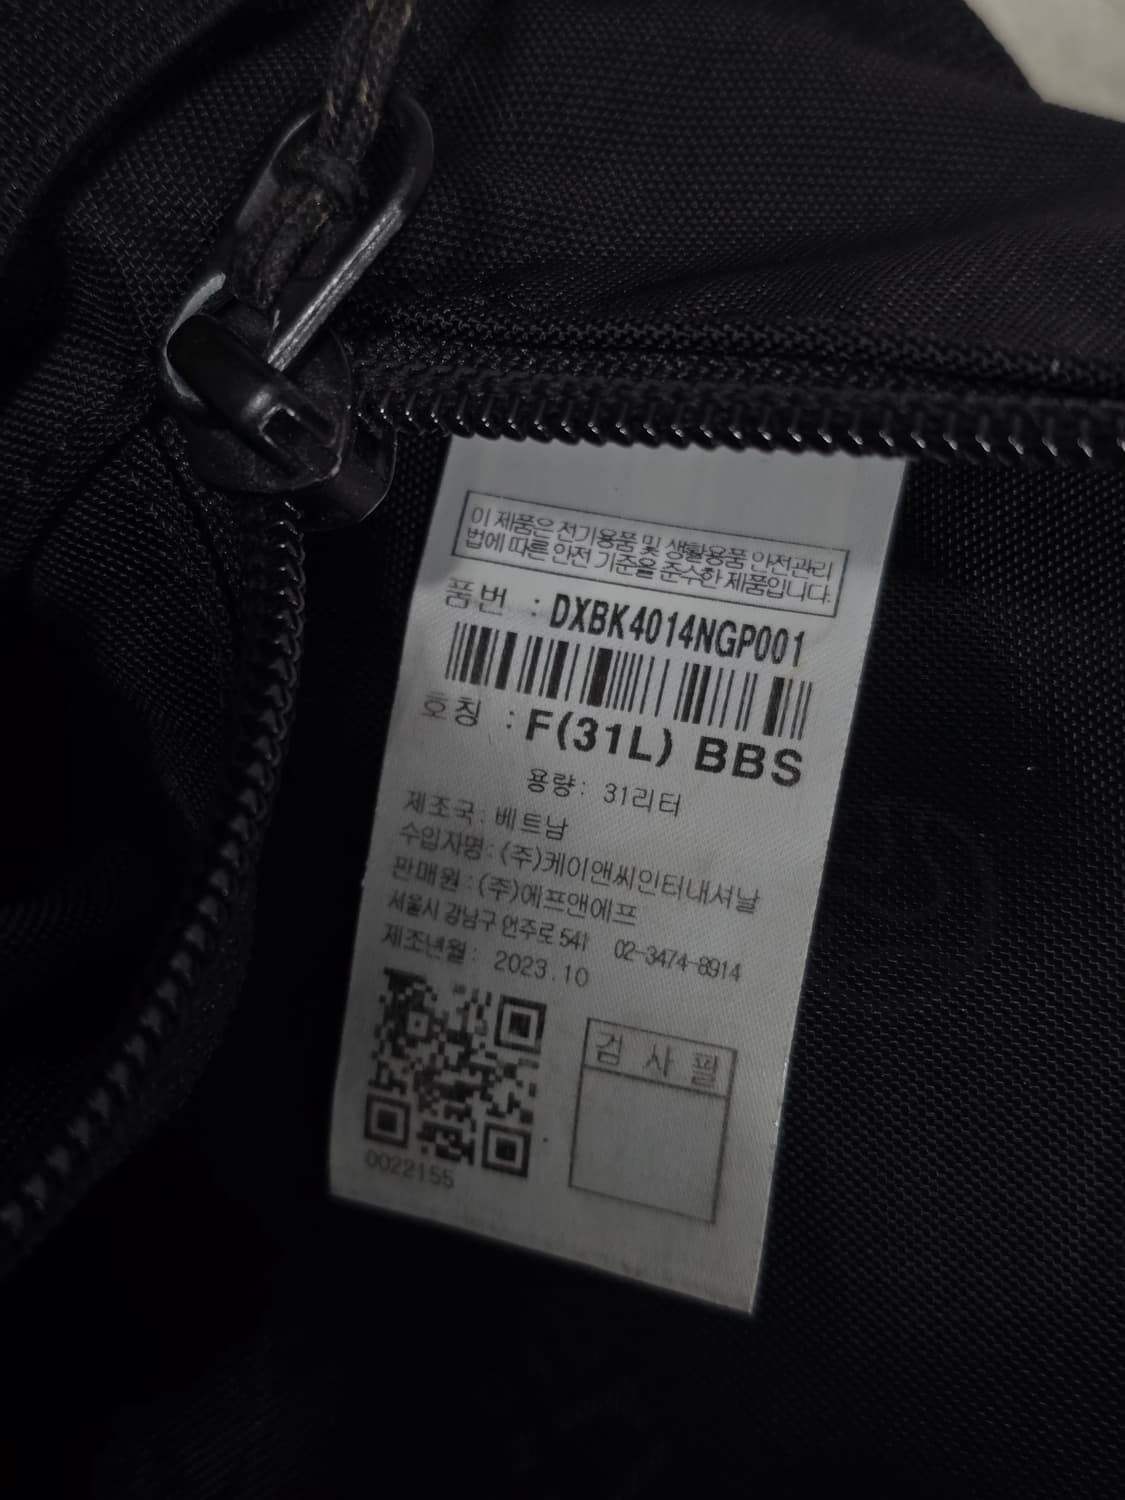 이 제품은 전기용품 및 생활용품 안전관리
법에 따른 안전 기준을 준수한 제품입니다.
품번 : DXBK4014NGP001
호칭 : F(31L) BBS
용량: 31리터
제조국: 베트남
수입자명: (주)케이앤씨인터내셔날
판매원: (주)에프앤에프
서울시 강남구 언주로 541 02-3474-8914
제조년월: 2023.10
검사필
0022155